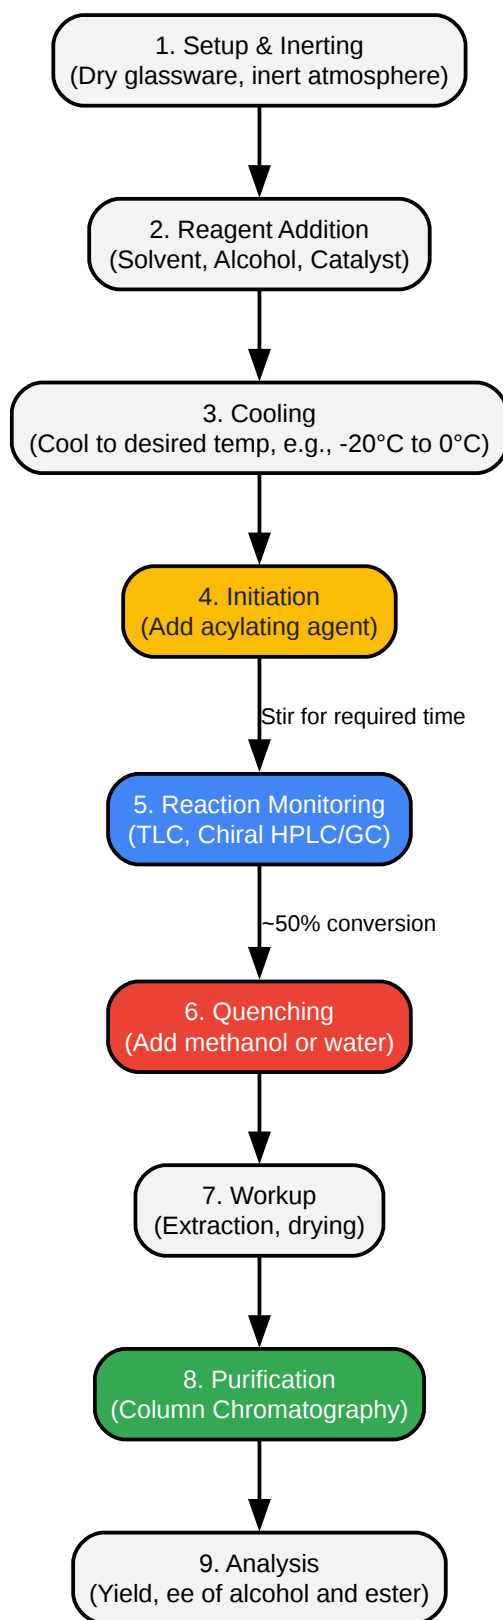 1. Setup & Inerting
(Dry glassware, inert atmosphere)
2. Reagent Addition
(Solvent, Alcohol, Catalyst)
3. Cooling
(Cool to desired temp, e.g., -20°C to 0°C)
4. Initiation
(Add acylating agent)
Stir for required time
5. Reaction Monitoring
(TLC, Chiral HPLC/GC)
~50% conversion
6. Quenching
(Add methanol or water)
7. Workup
(Extraction, drying)
8. Purification
(Column Chromatography)
9. Analysis
(Yield, ee of alcohol and ester)